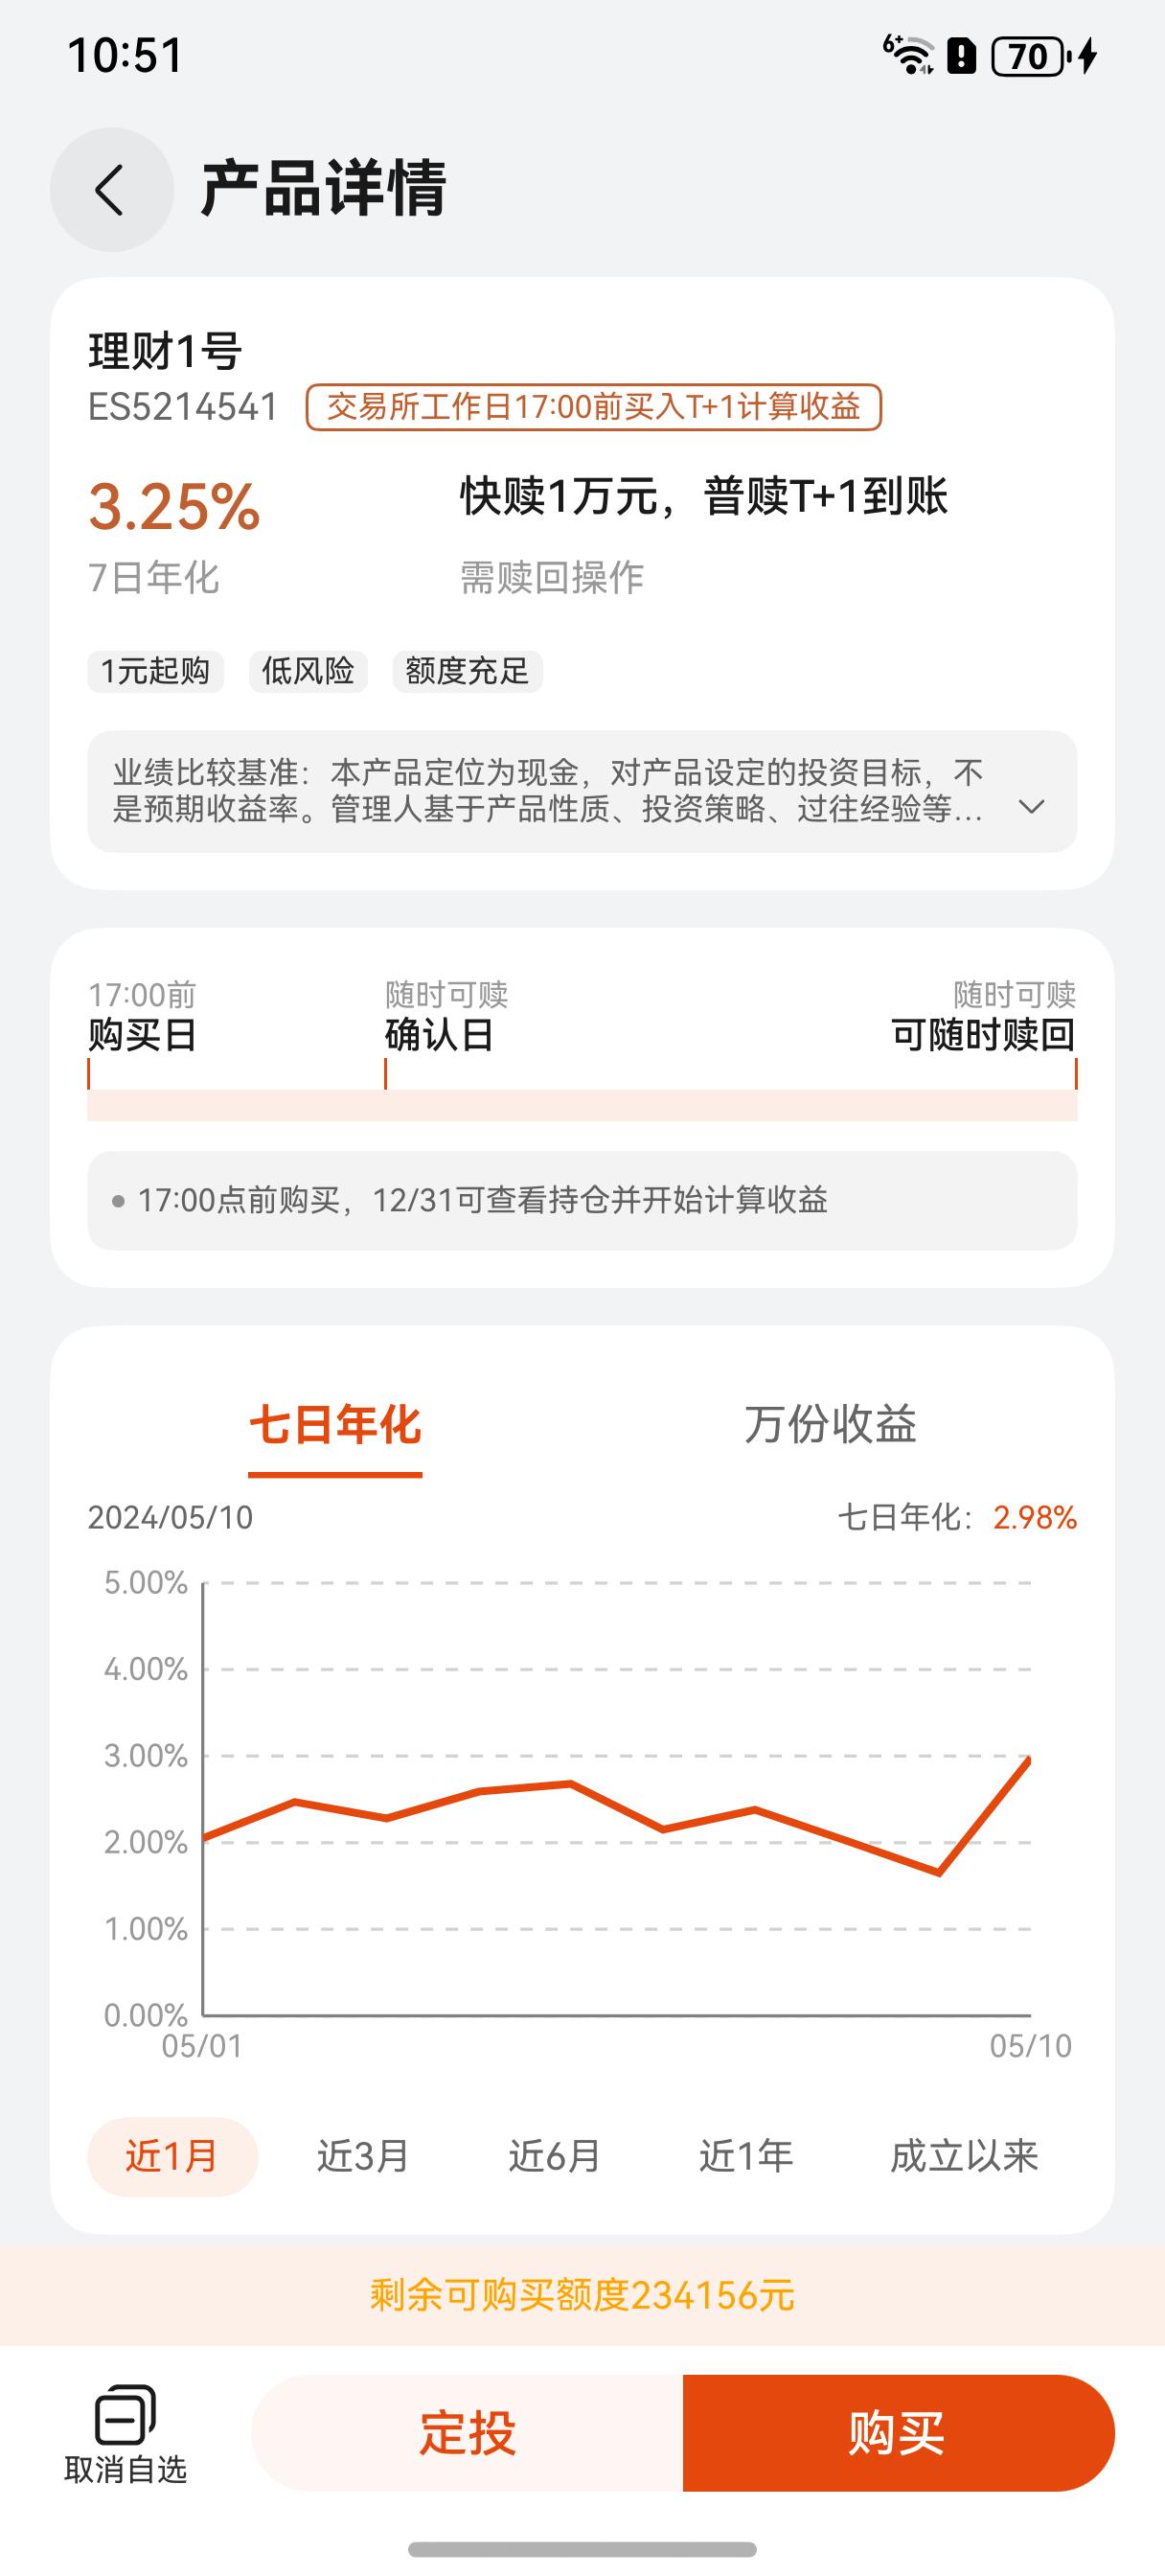 10:51
6+
70
产品详情
理财1号
ES5214541 交易所工作日17:00前买入T+1计算收益
3.25% 快赎1万元，普赎T+1到账
7日年化 需赎回操作
1元起购 低风险 额度充足
业绩比较基准：本产品定位为现金，对产品设定的投资目标，不
是预期收益率。管理人基于产品性质、投资策略、过往经验等...
17:00前 随时可赎 随时可赎
购买日 确认日 可随时赎回
17:00点前购买，12/31可查看持仓并开始计算收益
七日年化 万份收益
2024/05/10 七日年化：2.98%
5.00%
4.00%
3.00%
2.00%
1.00%
0.00%
05/01 05/10
近1月 近3月 近6月 近1年 成立以来
剩余可购买额度234156元
取消自选 定投 购买